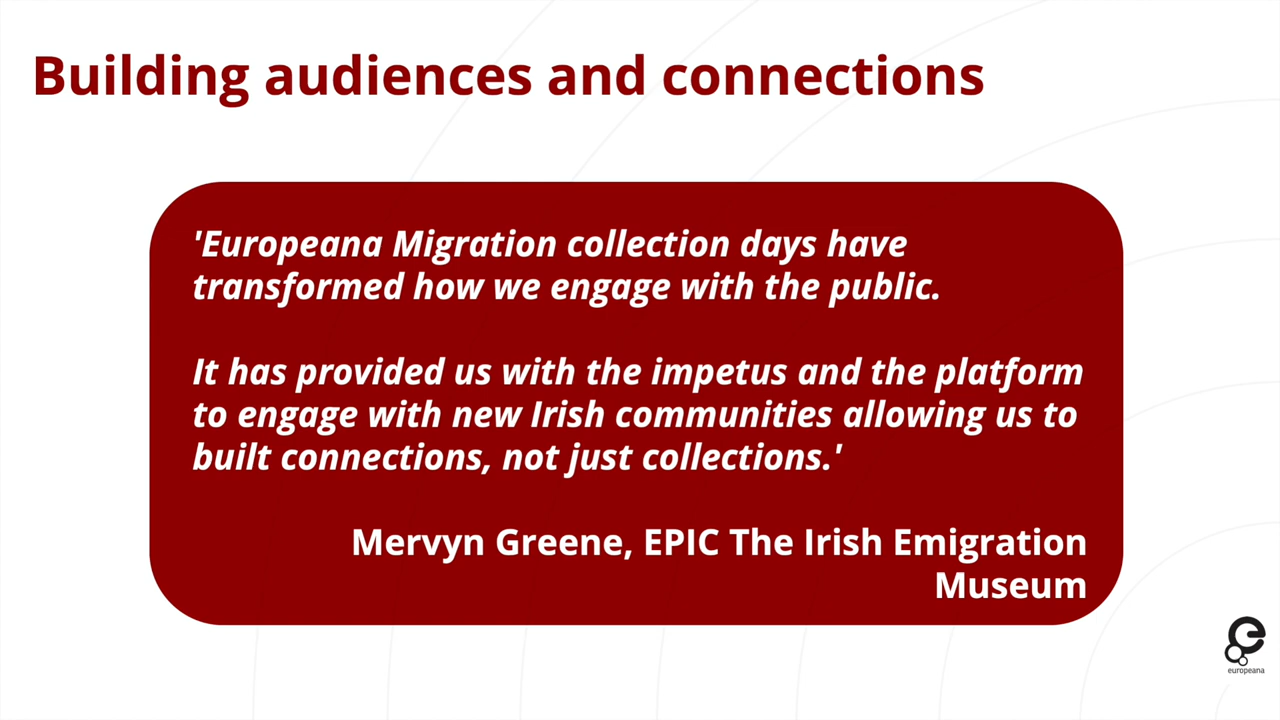 Building audiences and connections
'Europeana Migration collection days have
transformed how we engage with the public.
It has provided us with the impetus and the platform
to engage with new Irish communities allowing us to
built connections, not just collections.'
Mervyn Greene, EPIC The Irish Emigration
Museum
europeana